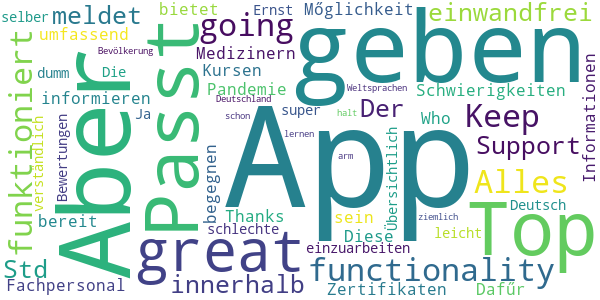 selber
meldet
bietet
Ernst
Mőglichkeit
einwandfrei
going
geben
umfassend
Bevölkerung
Medizinern
Die
Kursen
dumm
Aber
Passt
informieren
Pandemie
Weltsprachen
Schwierigkeiten
Informationen
funktioniert
verständlich
Bewertungen
Ja
Deutschland
super
Der
Keep
schon
halt
Who
App
Support
begegnen
lernen
Übersichtlich
arm
Alles
bereit
Thanks
sein
ziemlich
Deutsch
Top
schlechte
Diese
leicht
great
einzuarbeiten
Std
functionality
Fachpersonal
innerhalb
Zertifikaten
Dafűr